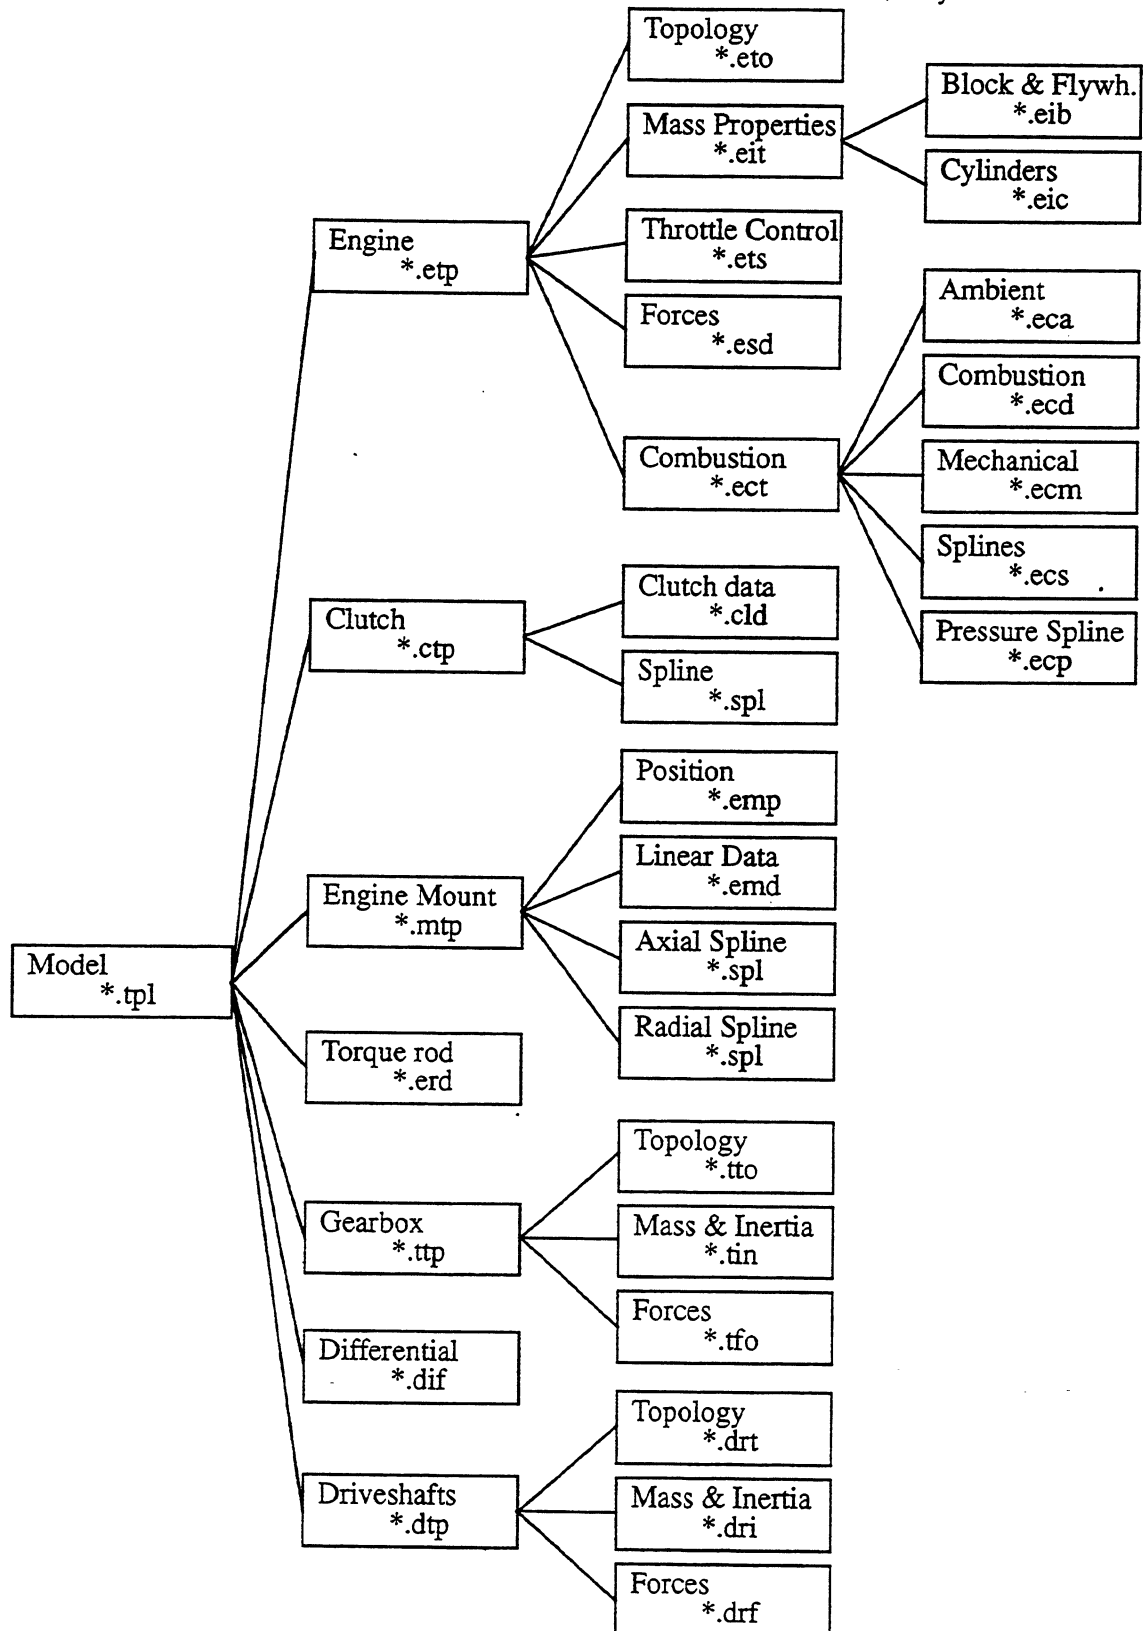 Topology
*.eto
Block & Flywh.
*.eib
Mass Properties
*.eit
Cylinders
*.eic
Engine
*.etp
Throttle Control
*.ets
Forces
*.esd
Ambient
*.eca
Combustion
*.ecd
Combustion
*.ect
Mechanical
*.ecm
Splines
*.ecs
Pressure Spline
*.ecp
Clutch
*.ctp
Clutch data
*.cld
Spline
*.spl
Position
*.emp
Linear Data
*.emd
Engine Mount
*.mtp
Axial Spline
*.spl
Radial Spline
*.spl
Model
*.tpl
Torque rod
*.erd
Topology
*.tto
Gearbox
*.ttp
Mass & Inertia
*.tin
Forces
*.tfo
Differential
*.dif
Topology
*.drt
Driveshafts
*.dtp
Mass & Inertia
*.dri
Forces
*.drf